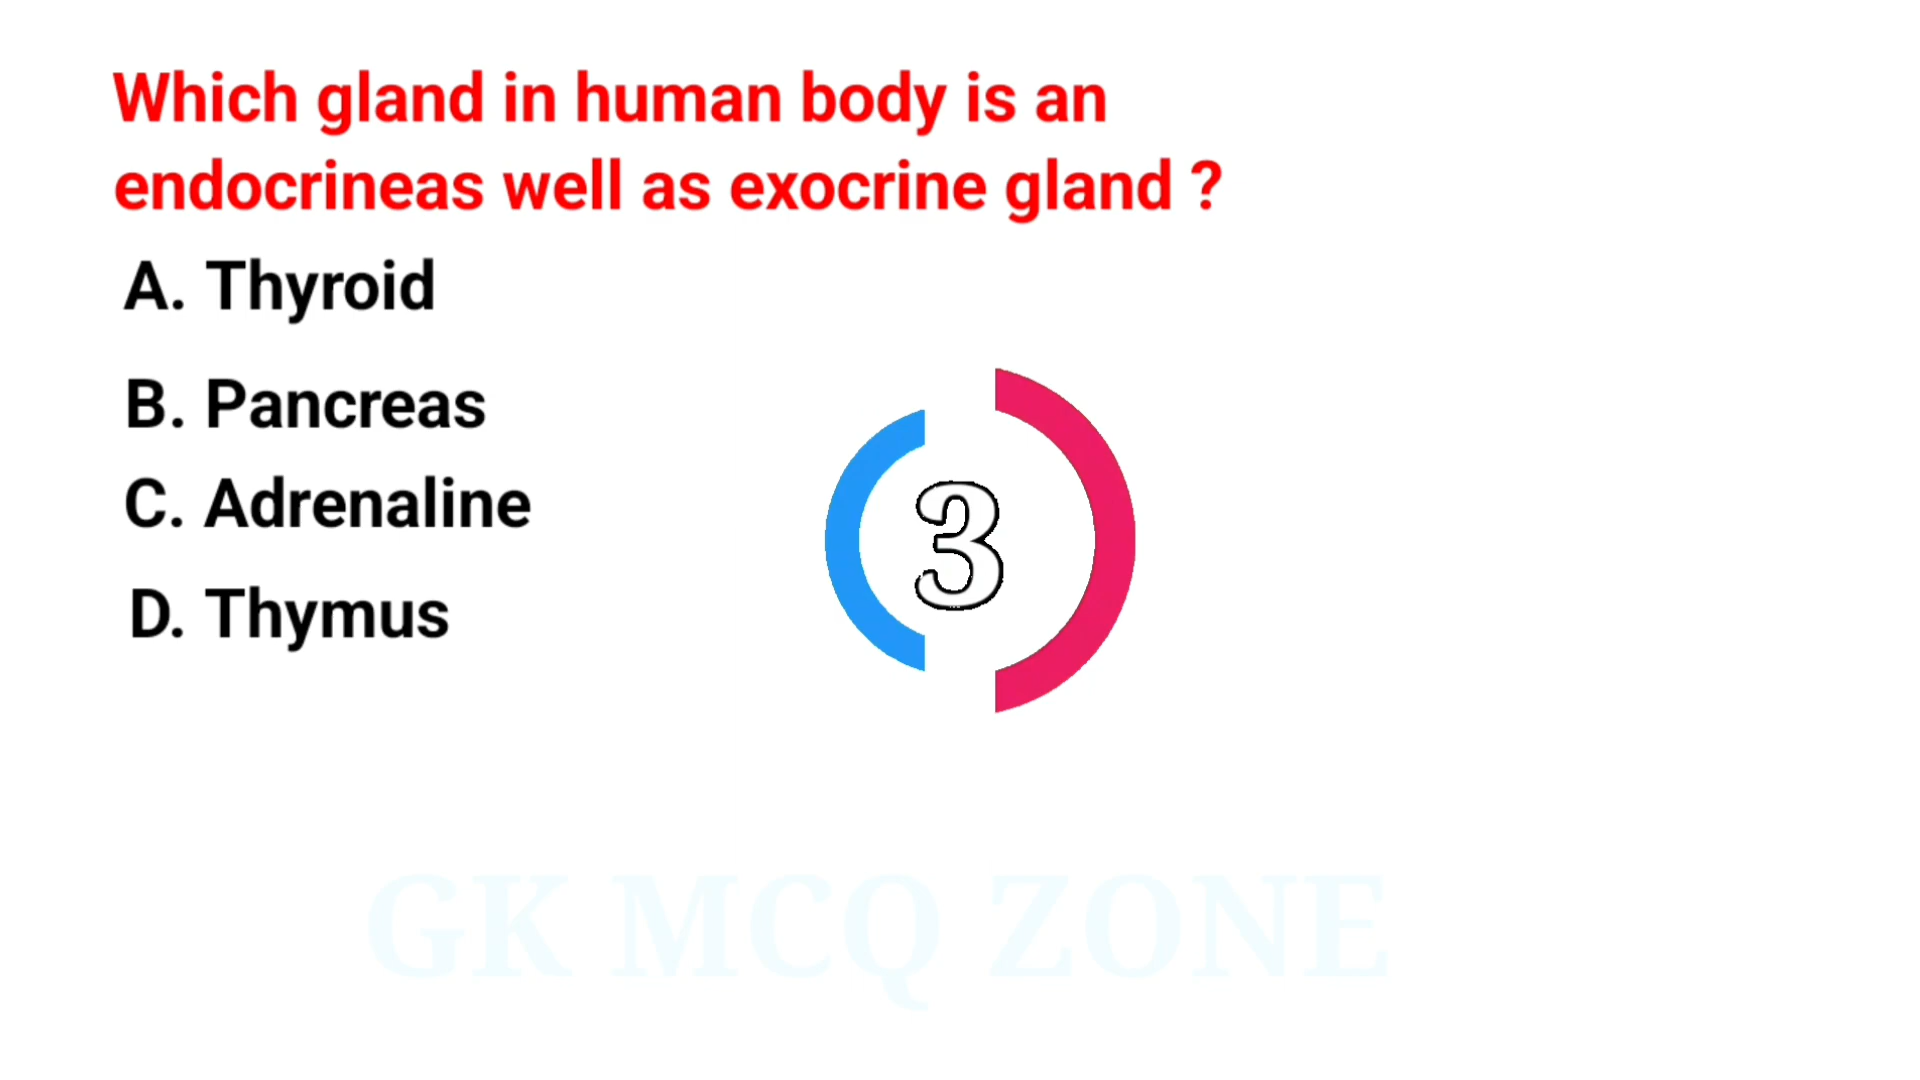 Which gland in human body is an
endocrineas well as exocrine gland ?
A. Thyroid
B. Pancreas
C. Adrenaline
3
D. Thymus
GK MCQ ZONE